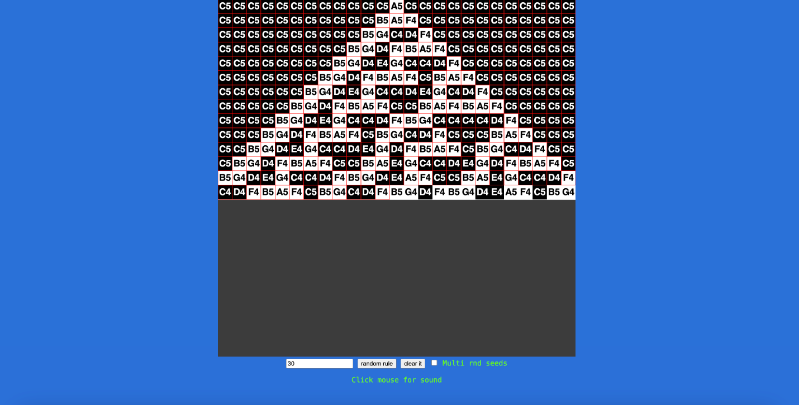 C5 C5 C5 C5 C5 C5 C5 C5 C5 C5 C5 C5 A5 C5 C5 C5 C5 C5 C5 C5 C5 C5 C5 C5 C5
C5 C5 C5 C5 C5 C5 C5 C5 C5 C5 C5 B5 A5 F4 C5 C5 C5 C5 C5 C5 C5 C5 C5 C5 C5
C5 C5 C5 C5 C5 C5 C5 C5 C5 C5 B5 G4 C4 D4 F4 C5 C5 C5 C5 C5 C5 C5 C5 C5 C5
C5 C5 C5 C5 C5 C5 C5 C5 C5 B5 G4 D4 F4 B5 A5 F4 C5 C5 C5 C5 C5 C5 C5 C5 C5
C5 C5 C5 C5 C5 C5 C5 C5 B5 G4 D4 E4 G4 C4 C4 D4 F4 C5 C5 C5 C5 C5 C5 C5 C5
C5 C5 C5 C5 C5 C5 C5 B5 G4 D4 F4 B5 A5 F4 C5 B5 A5 F4 C5 C5 C5 C5 C5 C5 C5
C5 C5 C5 C5 C5 C5 B5 G4 D4 E4 G4 C4 C4 D4 E4 G4 C4 D4 F4 C5 C5 C5 C5 C5 C5
C5 C5 C5 C5 C5 B5 G4 D4 F4 B5 A5 F4 C5 C5 B5 A5 F4 B5 A5 F4 C5 C5 C5 C5 C5
C5 C5 C5 C5 B5 G4 D4 E4 G4 C4 C4 D4 F4 B5 G4 C4 C4 C4 C4 D4 F4 C5 C5 C5 C5
C5 C5 C5 B5 G4 D4 F4 B5 A5 F4 C5 B5 G4 C4 D4 F4 C5 C5 C5 B5 A5 F4 C5 C5 C5
C5 C5 B5 G4 D4 E4 G4 C4 C4 D4 E4 G4 D4 F4 B5 A5 F4 C5 B5 G4 C4 D4 F4 C5 C5
C5 B5 G4 D4 F4 B5 A5 F4 C5 C5 B5 A5 E4 G4 C4 C4 D4 E4 G4 D4 F4 B5 A5 F4 C5
B5 G4 D4 E4 G4 C4 C4 D4 F4 B5 G4 D4 E4 A5 F4 C5 C5 B5 A5 E4 G4 C4 C4 D4 F4
C4 D4 F4 B5 A5 F4 C5 B5 G4 C4 D4 F4 B5 G4 D4 F4 B5 G4 D4 E4 A5 F4 C5 B5 G4
30 random rule clear it Multi rnd seeds
Click mouse for sound